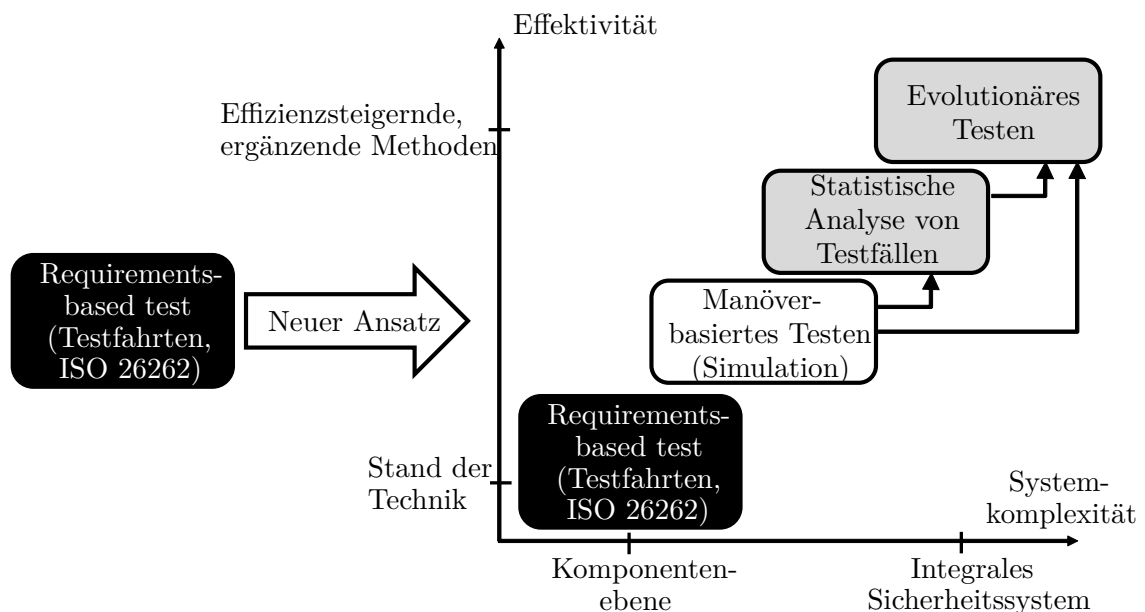 Effektivität
Effizienzsteigernde,
ergänzende Methoden
Evolutionäres
Testen
Statistische
Analyse von
Testfällen
Requirements-
based test
(Testfahrten,
ISO 26262)
Neuer Ansatz
Manöver-
basiertes Testen
(Simulation)
Requirements-
based test
(Testfahrten,
ISO 26262)
Stand der
Technik
System-
komplexität
Komponenten-
ebene
Integrales
Sicherheitssystem